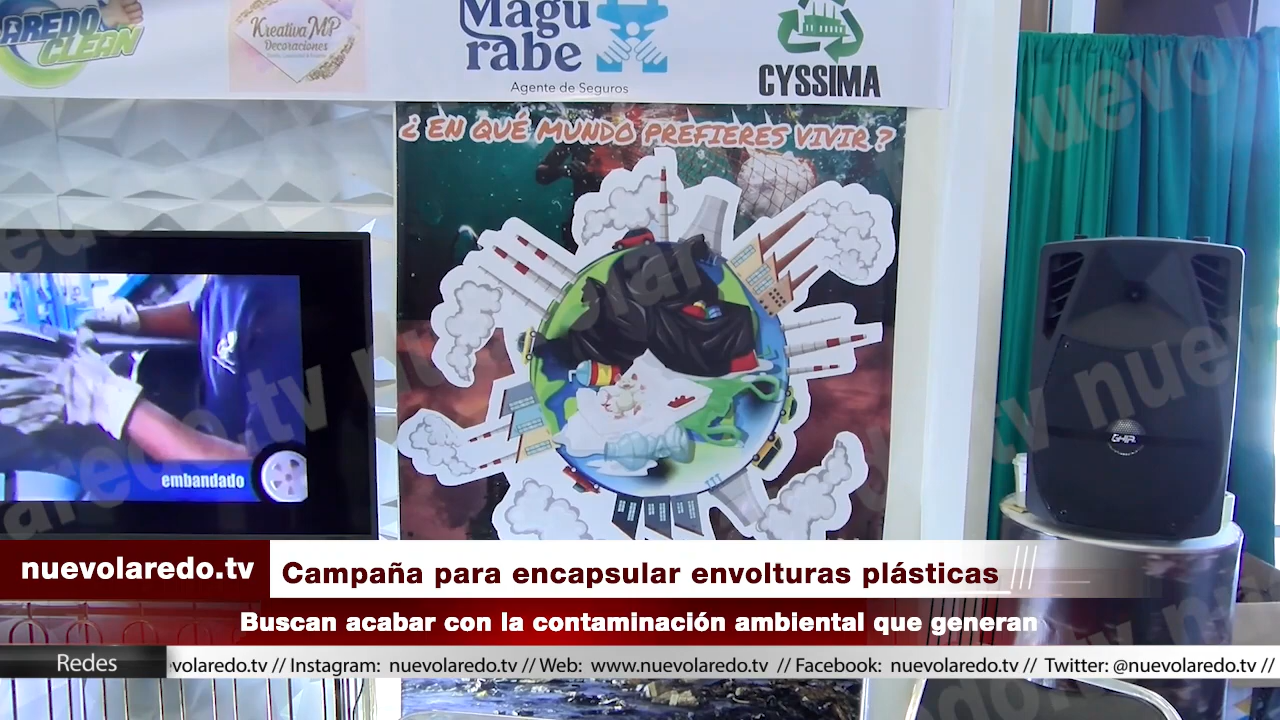 AREDO
CLEAN
Kreativa MP
Decoraciones
Magu
rabe
Agente de Seguros
CYSSIMA
¿ EN QUÉ MUNDO PREFIERES VIVIR ?
embandado
GHIA
nuevolaredo.tv
Campaña para encapsular envolturas plásticas
Buscan acabar con la contaminación ambiental que generan
Redes
evolaredo.tv // Instagram: nuevolaredo.tv // Web: www.nuevolaredo.tv // Facebook: nuevolaredo.tv // Twitter: @nuevolaredo.tv //